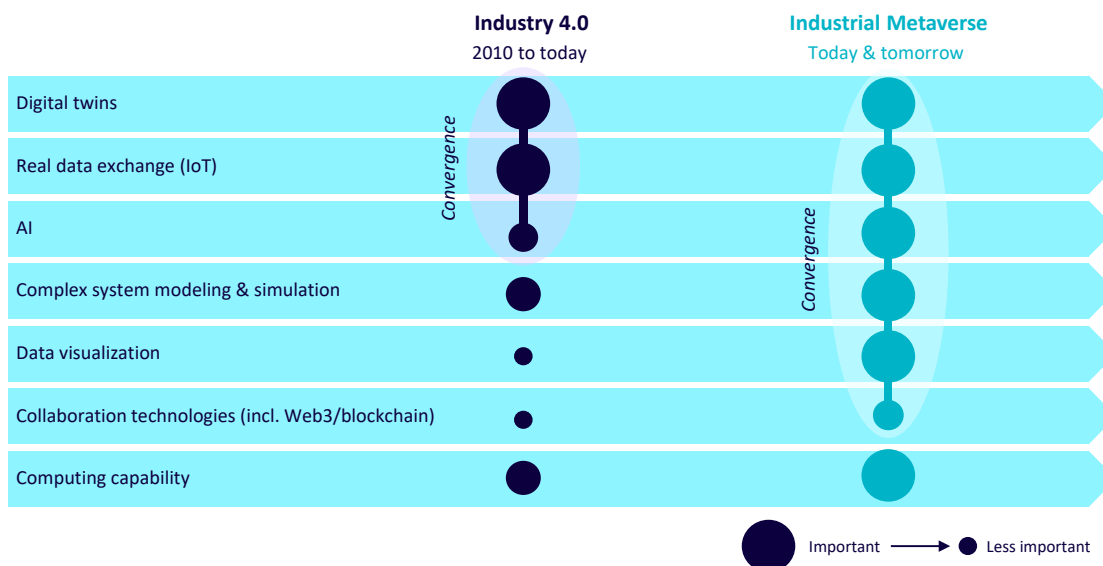 Industry 4.0
2010 to today
Industrial Metaverse
Today & tomorrow
Digital twins
Real data exchange (IoT)
AI
Complex system modeling & simulation
Data visualization
Collaboration technologies (incl. Web3/blockchain)
Computing capability
Convergence
Convergence
Important
Less important